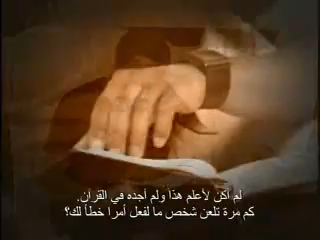 لم أكن لأعلم هذا ولم أجده في القرآن.
كم مرة تلعن شخص ما لفعل أمرا خطأ لك؟